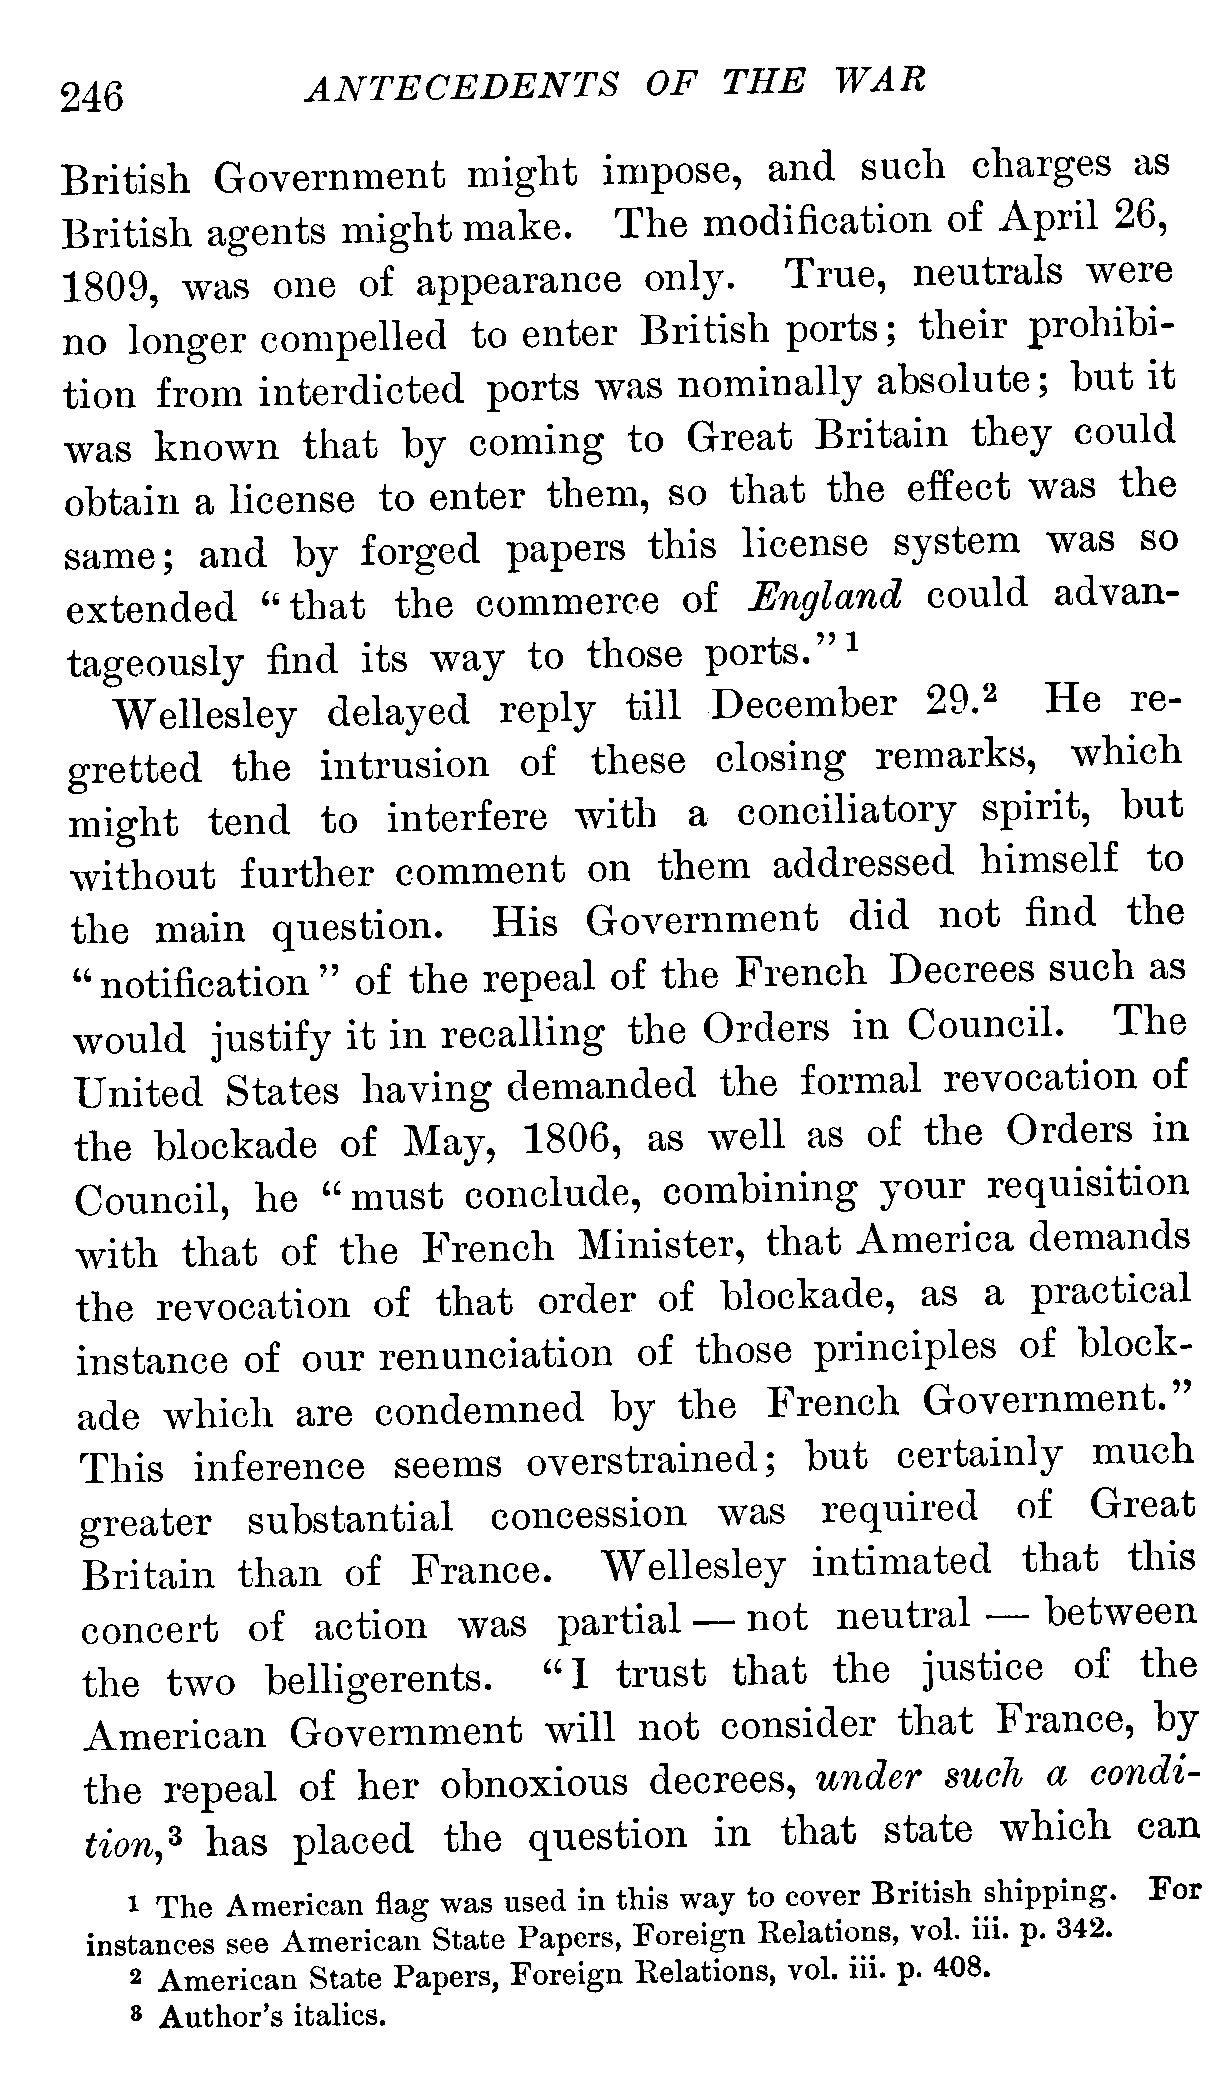 246 ANTECEDENTS OF THE WAR
British Government might impose, and such charges as
British agents might make. The modification of April 26,
1809, was one of appearance only. True, neutrals were
no longer compelled to enter British ports; their prohibi-
tion from interdicted ports was nominally absolute; but it
was known that by coming to Great Britain they could
obtain a license to enter them, so that the effect was the
same; and by forged papers this license system was so
extended “that the commerce of England could advan-
tageously find its way to those ports.”¹
Wellesley delayed reply till December 29.² He re-
gretted the intrusion of these closing remarks, which
might tend to interfere with a conciliatory spirit, but
without further comment on them addressed himself to
the main question. His Government did not find the
“notification” of the repeal of the French Decrees such as
would justify it in recalling the Orders in Council. The
United States having demanded the formal revocation of
the blockade of May, 1806, as well as of the Orders in
Council, he “must conclude, combining your requisition
with that of the French Minister, that America demands
the revocation of that order of blockade, as a practical
instance of our renunciation of those principles of block-
ade which are condemned by the French Government.”
This inference seems overstrained; but certainly much
greater substantial concession was required of Great
Britain than of France. Wellesley intimated that this
concert of action was partial — not neutral — between
the two belligerents. “I trust that the justice of the
American Government will not consider that France, by
the repeal of her obnoxious decrees, under such a condi-
tion,³ has placed the question in that state which can
¹ The American flag was used in this way to cover British shipping. For
instances see American State Papers, Foreign Relations, vol. iii. p. 342.
² American State Papers, Foreign Relations, vol. iii. p. 408.
³ Author’s italics.